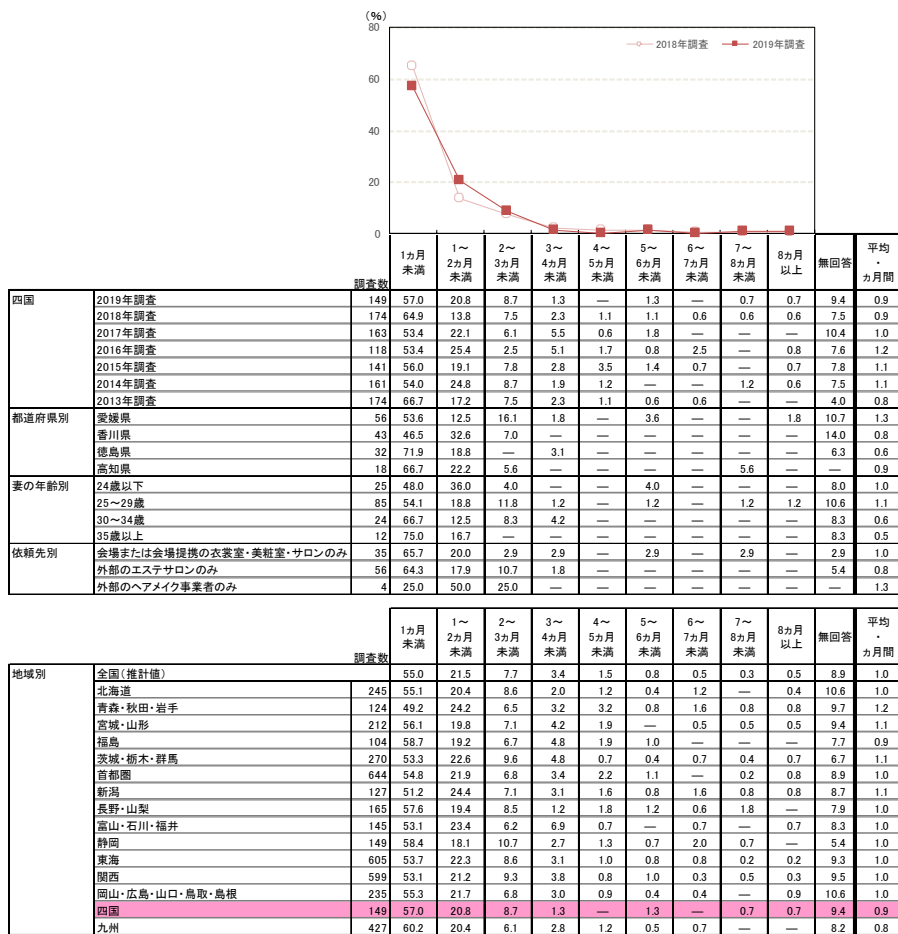 (%)
80
2018年調査 2019年調査
60
40
20
0
調査数 1ヵ月未満 1～2ヵ月未満 2～3ヵ月未満 3～4ヵ月未満 4～5ヵ月未満 5～6ヵ月未満 6～7ヵ月未満 7～8ヵ月未満 8ヵ月以上 無回答 平均・ヵ月間
四国 2019年調査 149 57.0 20.8 8.7 1.3 — 1.3 — 0.7 0.7 9.4 0.9
2018年調査 174 64.9 13.8 7.5 2.3 1.1 1.1 0.6 0.6 0.6 7.5 0.9
2017年調査 163 53.4 22.1 6.1 5.5 0.6 1.8 — — — 10.4 1.0
2016年調査 118 53.4 25.4 2.5 5.1 1.7 0.8 2.5 — 0.8 7.6 1.2
2015年調査 141 56.0 19.1 7.8 2.8 3.5 1.4 0.7 — 0.7 7.8 1.1
2014年調査 161 54.0 24.8 8.7 1.9 1.2 — — 1.2 0.6 7.5 1.1
2013年調査 174 66.7 17.2 7.5 2.3 1.1 0.6 0.6 — — 4.0 0.8
都道府県別 愛媛県 56 53.6 12.5 16.1 1.8 — 3.6 — — 1.8 10.7 1.3
香川県 43 46.5 32.6 7.0 — — — — — — 14.0 0.8
徳島県 32 71.9 18.8 — 3.1 — — — — — 6.3 0.6
高知県 18 66.7 22.2 5.6 — — — — 5.6 — — 0.9
妻の年齢別 24歳以下 25 48.0 36.0 4.0 — — 4.0 — — — 8.0 1.0
25～29歳 85 54.1 18.8 11.8 1.2 — 1.2 — 1.2 1.2 10.6 1.1
30～34歳 24 66.7 12.5 8.3 4.2 — — — — — 8.3 0.6
35歳以上 12 75.0 16.7 — — — — — — — 8.3 0.5
依頼先別 会場または会場提携の衣裳室・美粧室・サロンのみ 35 65.7 20.0 2.9 2.9 — 2.9 — 2.9 — 2.9 1.0
外部のエステサロンのみ 56 64.3 17.9 10.7 1.8 — — — — — 5.4 0.8
外部のヘアメイク事業者のみ 4 25.0 50.0 25.0 — — — — — — — 1.3
調査数 1ヵ月未満 1～2ヵ月未満 2～3ヵ月未満 3～4ヵ月未満 4～5ヵ月未満 5～6ヵ月未満 6～7ヵ月未満 7～8ヵ月未満 8ヵ月以上 無回答 平均・ヵ月間
地域別 全国（推計値） 55.0 21.5 7.7 3.4 1.5 0.8 0.5 0.3 0.5 8.9 1.0
北海道 245 55.1 20.4 8.6 2.0 1.2 0.4 1.2 — 0.4 10.6 1.0
青森・秋田・岩手 124 49.2 24.2 6.5 3.2 3.2 0.8 1.6 0.8 0.8 9.7 1.2
宮城・山形 212 56.1 19.8 7.1 4.2 1.9 — 0.5 0.5 0.5 9.4 1.1
福島 104 58.7 19.2 6.7 4.8 1.9 1.0 — — — 7.7 0.9
茨城・栃木・群馬 270 53.3 22.6 9.6 4.8 0.7 0.4 0.7 0.4 0.7 6.7 1.1
首都圏 644 54.8 21.9 6.8 3.4 2.2 1.1 — 0.2 0.8 8.9 1.0
新潟 127 51.2 24.4 7.1 3.1 1.6 0.8 1.6 0.8 0.8 8.7 1.1
長野・山梨 165 57.6 19.4 8.5 1.2 1.8 1.2 0.6 1.8 — 7.9 1.0
富山・石川・福井 145 53.1 23.4 6.2 6.9 0.7 — 0.7 — 0.7 8.3 1.0
静岡 149 58.4 18.1 10.7 2.7 1.3 0.7 2.0 0.7 — 5.4 1.0
東海 605 53.7 22.3 8.6 3.1 1.0 0.8 0.8 0.2 0.2 9.3 1.0
関西 599 53.1 21.2 9.3 3.8 0.8 1.0 0.3 0.5 0.3 9.5 1.0
岡山・広島・山口・鳥取・島根 235 55.3 21.7 6.8 3.0 0.9 0.4 0.4 — 0.9 10.6 1.0
四国 149 57.0 20.8 8.7 1.3 — 1.3 — 0.7 0.7 9.4 0.9
九州 427 60.2 20.4 6.1 2.8 1.2 0.5 0.7 — — 8.2 0.8